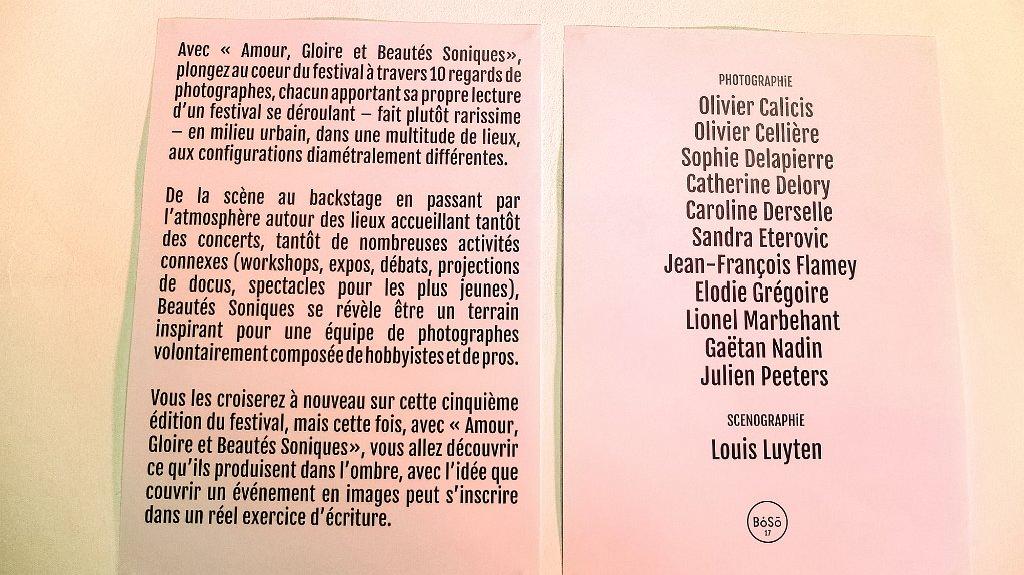 Avec « Amour, Gloire et Beautés Soniques»,
plongez au coeur du festival à travers 10 regards de
photographes, chacun apportant sa propre lecture
d'un festival se déroulant – fait plutôt rarissime
– en milieu urbain, dans une multitude de lieux,
aux configurations diamétralement différentes.
De la scène au backstage en passant par
l'atmosphère autour des lieux accueillant tantôt
des concerts, tantôt de nombreuses activités
connexes (workshops, expos, débats, projections
de docus, spectacles pour les plus jeunes),
Beautés Soniques se révèle être un terrain
inspirant pour une équipe de photographes
volontairement composée de hobbyistes et de pros.
Vous les croiserez à nouveau sur cette cinquième
édition du festival, mais cette fois, avec « Amour,
Gloire et Beautés Soniques», vous allez découvrir
ce qu'ils produisent dans l'ombre, avec l'idée que
couvrir un événement en images peut s'inscrire
dans un réel exercice d'écriture.
PHOTOGRAPHiE
Olivier Calicis
Olivier Cellière
Sophie Delapierre
Catherine Delory
Caroline Derselle
Sandra Eterovic
Jean-François Flamey
Elodie Grégoire
Lionel Marbehant
Gaëtan Nadin
Julien Peeters
SCENOGRAPHiE
Louis Luyten
BóSō
17